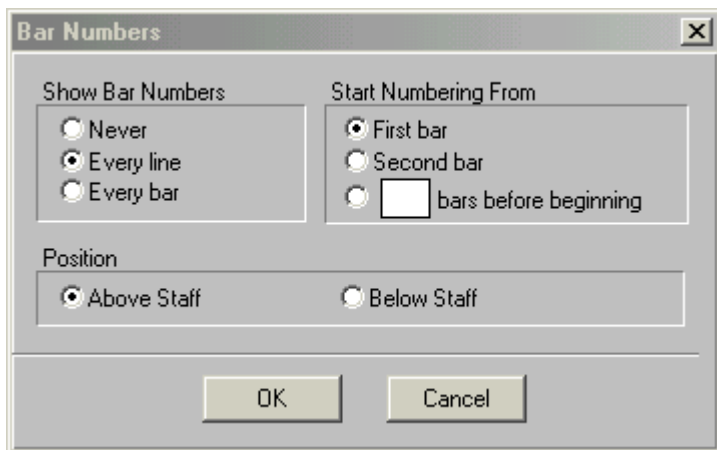 Bar Numbers
Show Bar Numbers
Never
Every line
Every bar
Start Numbering From
First bar
Second bar
bars before beginning
Position
Above Staff
Below Staff
OK
Cancel